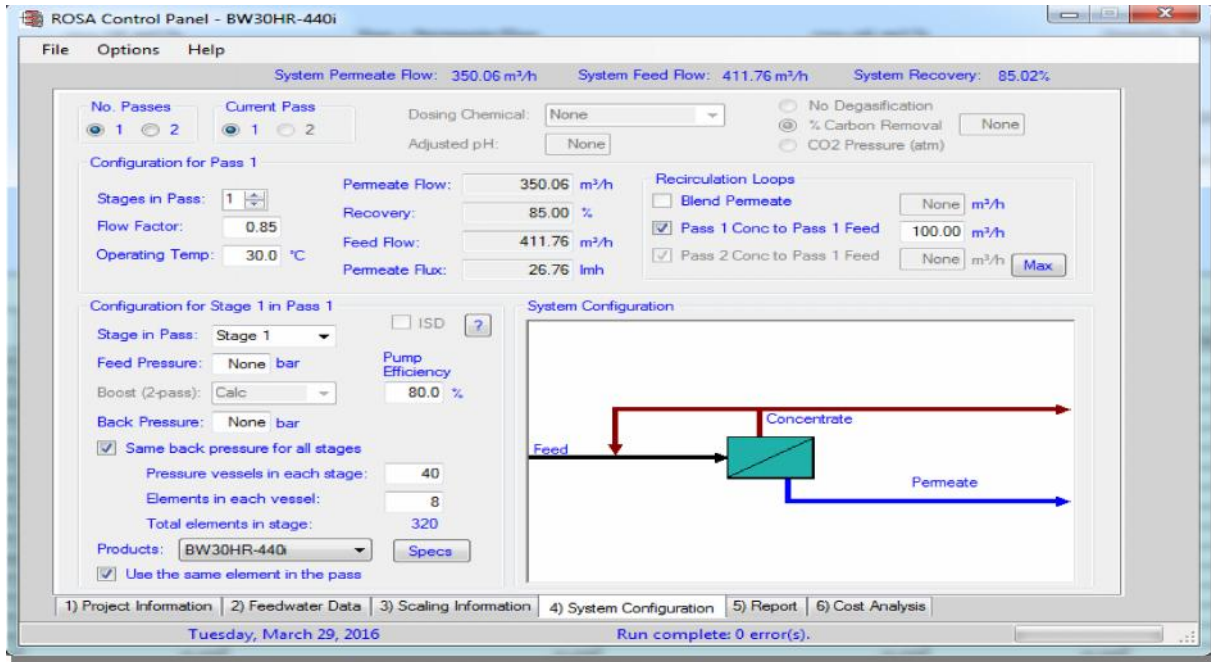 ROSA Control Panel - BW30HR-440i
File Options Help
System Permeate Flow: 350.06 m³/h System Feed Flow: 411.76 m³/h System Recovery: 85.02%
No. Passes
1 2
Current Pass
1 2
Dosing Chemical: None
Adjusted pH: None
No Degasification
% Carbon Removal None
CO2 Pressure (atm)
Configuration for Pass 1
Stages in Pass: 1
Flow Factor: 0.85
Operating Temp: 30.0 °C
Permeate Flow: 350.06 m³/h
Recovery: 85.00 %
Feed Flow: 411.76 m³/h
Permeate Flux: 26.76 lmh
Recirculation Loops
Blend Permeate None m³/h
Pass 1 Conc to Pass 1 Feed 100.00 m³/h
Pass 2 Conc to Pass 1 Feed None m³/h Max
Configuration for Stage 1 in Pass 1
ISD ?
Stage in Pass: Stage 1
Feed Pressure: None bar
Pump
Efficiency
Boost (2-pass): Calc 80.0 %
Back Pressure: None bar
Same back pressure for all stages
Pressure vessels in each stage: 40
Elements in each vessel: 8
Total elements in stage: 320
Products: BW30HR-440i Specs
Use the same element in the pass
System Configuration
Concentrate
Feed
Permeate
1) Project Information 2) Feedwater Data 3) Scaling Information 4) System Configuration 5) Report 6) Cost Analysis
Tuesday, March 29, 2016 Run complete: 0 error(s).